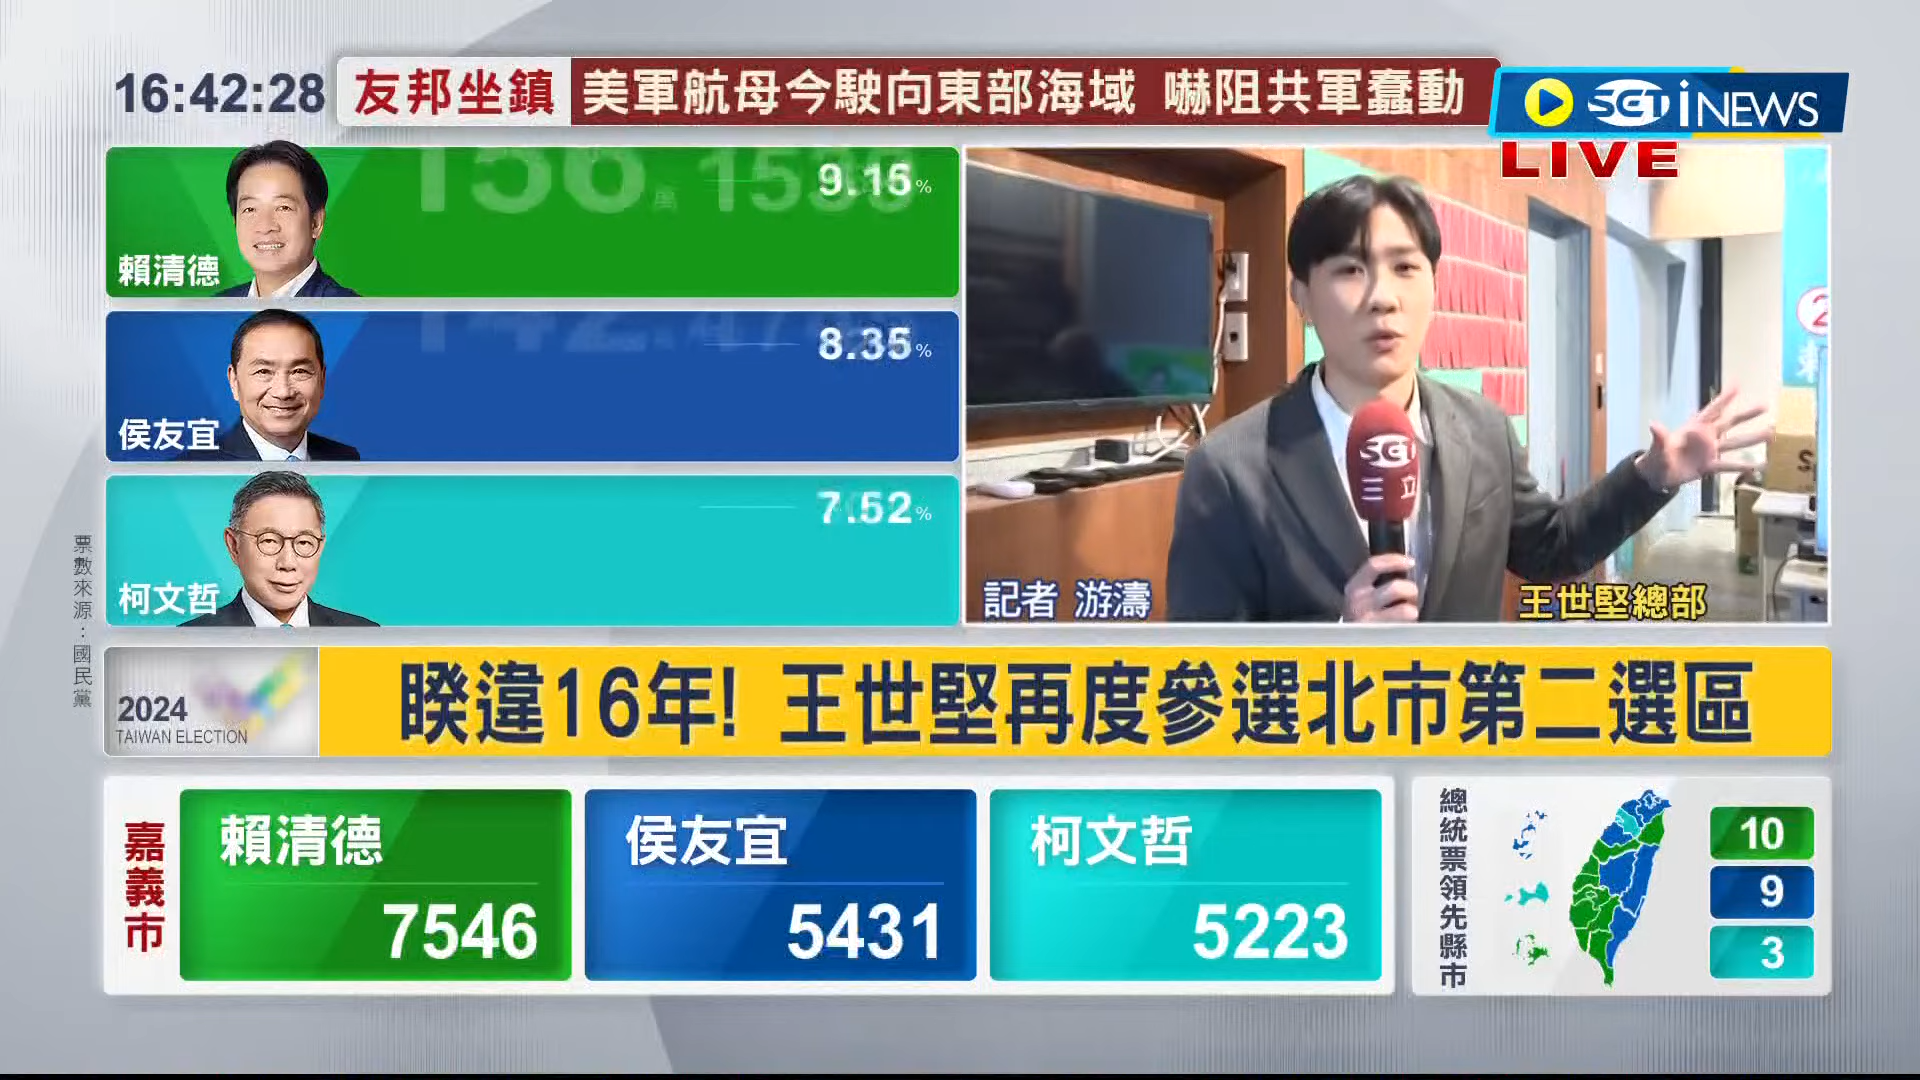 16:42:28
友邦坐鎮 美軍航母今駛向東部海域 嚇阻共軍蠢動
SETiNEWS
LIVE
9.15%
賴清德
8.35%
侯友宜
7.52%
柯文哲
票數來源：國民黨
SET
三立
記者 游濤
王世堅總部
2024
TAIWAN ELECTION
睽違16年! 王世堅再度參選北市第二選區
嘉義市
賴清德
7546
侯友宜
5431
柯文哲
5223
總統票領先縣市
10
9
3